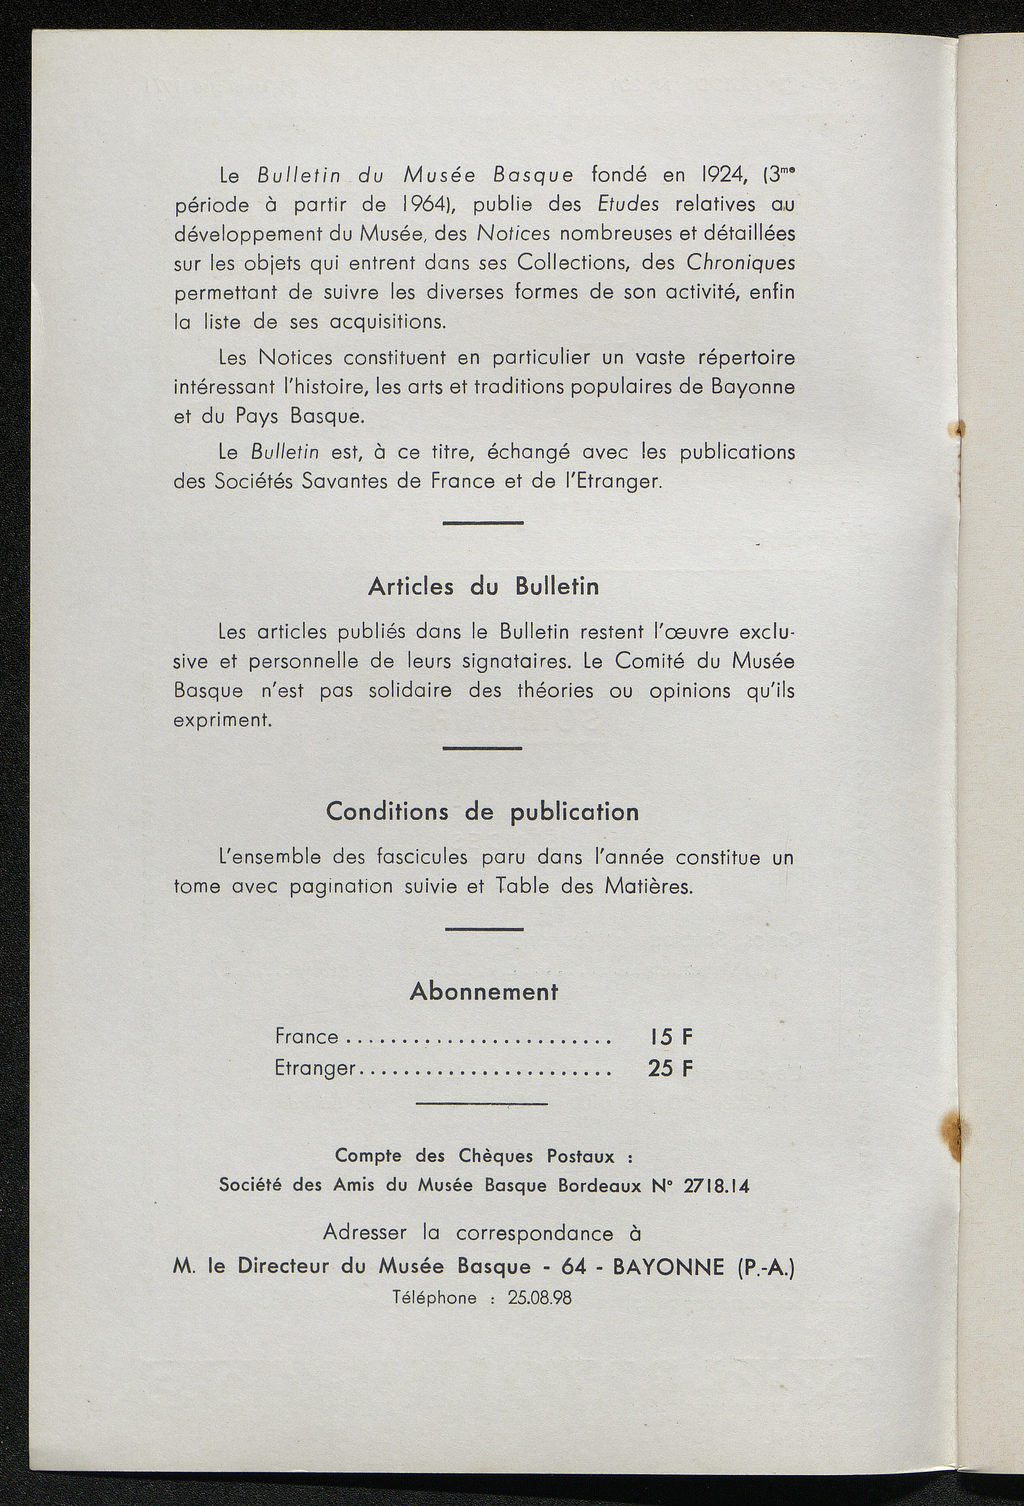 Le Bulletin du Musée Basque fondé en 1924, (3me
période à partir de 1964), publie des Etudes relatives au
développement du Musée, des Notices nombreuses et détaillées
sur les objets qui entrent dans ses Collections, des Chroniques
permettant de suivre les diverses formes de son activité, enfin
la liste de ses acquisitions.
Les Notices constituent en particulier un vaste répertoire
intéressant l'histoire, les arts et traditions populaires de Bayonne
et du Pays Basque.
Le Bulletin est, à ce titre, échangé avec les publications
des Sociétés Savantes de France et de l'Etranger.
Articles du Bulletin
Les articles publiés dans le Bulletin restent l'œuvre exclu-
sive et personnelle de leurs signataires. Le Comité du Musée
Basque n'est pas solidaire des théories ou opinions qu'ils
expriment.
Conditions de publication
L'ensemble des fascicules paru dans l'année constitue un
tome avec pagination suivie et Table des Matières.
Abonnement
France ........................ 15 F
Etranger....................... 25 F
Compte des Chèques Postaux :
Société des Amis du Musée Basque Bordeaux N° 2718.14
Adresser la correspondance à
M. le Directeur du Musée Basque - 64 - BAYONNE (P.-A.)
Téléphone : 25.08.98